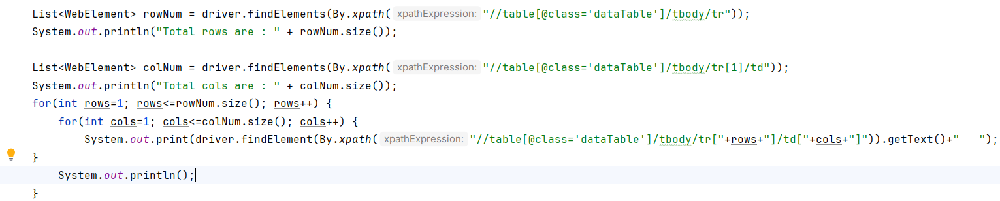 List<WebElement> rowNum = driver.findElements(By.xpath( xpathExpression: "//table[@class='dataTable']/tbody/tr"));
System.out.println("Total rows are : " + rowNum.size());
List<WebElement> colNum = driver.findElements(By.xpath( xpathExpression: "//table[@class='dataTable']/tbody/tr[1]/td"));
System.out.println("Total cols are : " + colNum.size());
for(int rows=1; rows<=rowNum.size(); rows++) {
for(int cols=1; cols<=colNum.size(); cols++) {
System.out.print(driver.findElement(By.xpath( xpathExpression: "//table[@class='dataTable']/tbody/tr["+rows+"]/td["+cols+"]")).getText()+"   ");
}
System.out.println();
}